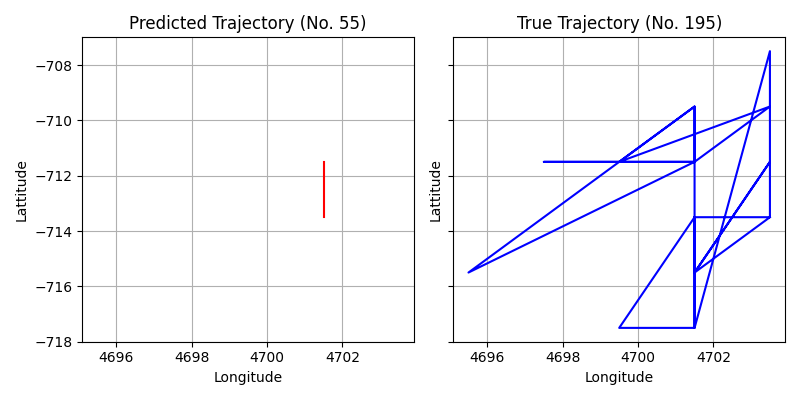 Predicted Trajectory (No. 55)
True Trajectory (No. 195)
Lattitude
−708
−710
−712
−714
−716
−718
4696
4698
4700
4702
Longitude
Lattitude
4696
4698
4700
4702
Longitude